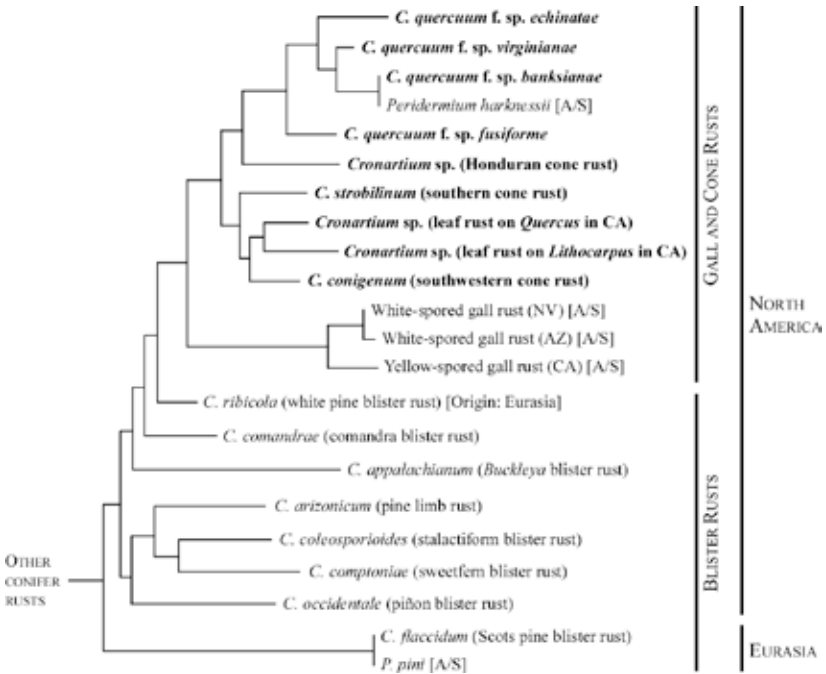 C. quercuum f. sp. echinatae
C. quercuum f. sp. virginianae
C. quercuum f. sp. banksianae
Peridermium harknessii [A/S]
C. quercuum f. sp. fusiforme
Cronartium sp. (Honduran cone rust)
C. strobilinum (southern cone rust)
Cronartium sp. (leaf rust on Quercus in CA)
Cronartium sp. (leaf rust on Lithocarpus in CA)
C. conigenum (southwestern cone rust)
White-spored gall rust (NV) [A/S]
White-spored gall rust (AZ) [A/S]
Yellow-spored gall rust (CA) [A/S]
C. ribicola (white pine blister rust) [Origin: Eurasia]
C. comandrae (comandra blister rust)
C. appalachianum (Buckleya blister rust)
C. arizonicum (pine limb rust)
C. coleosporioides (stalactiform blister rust)
C. comptoniae (sweetfern blister rust)
C. occidentale (piñon blister rust)
C. flaccidum (Scots pine blister rust)
P. pini [A/S]
OTHER
CONIFER
RUSTS
GALL AND CONE RUSTS
BLISTER RUSTS
NORTH
AMERICA
EURASIA